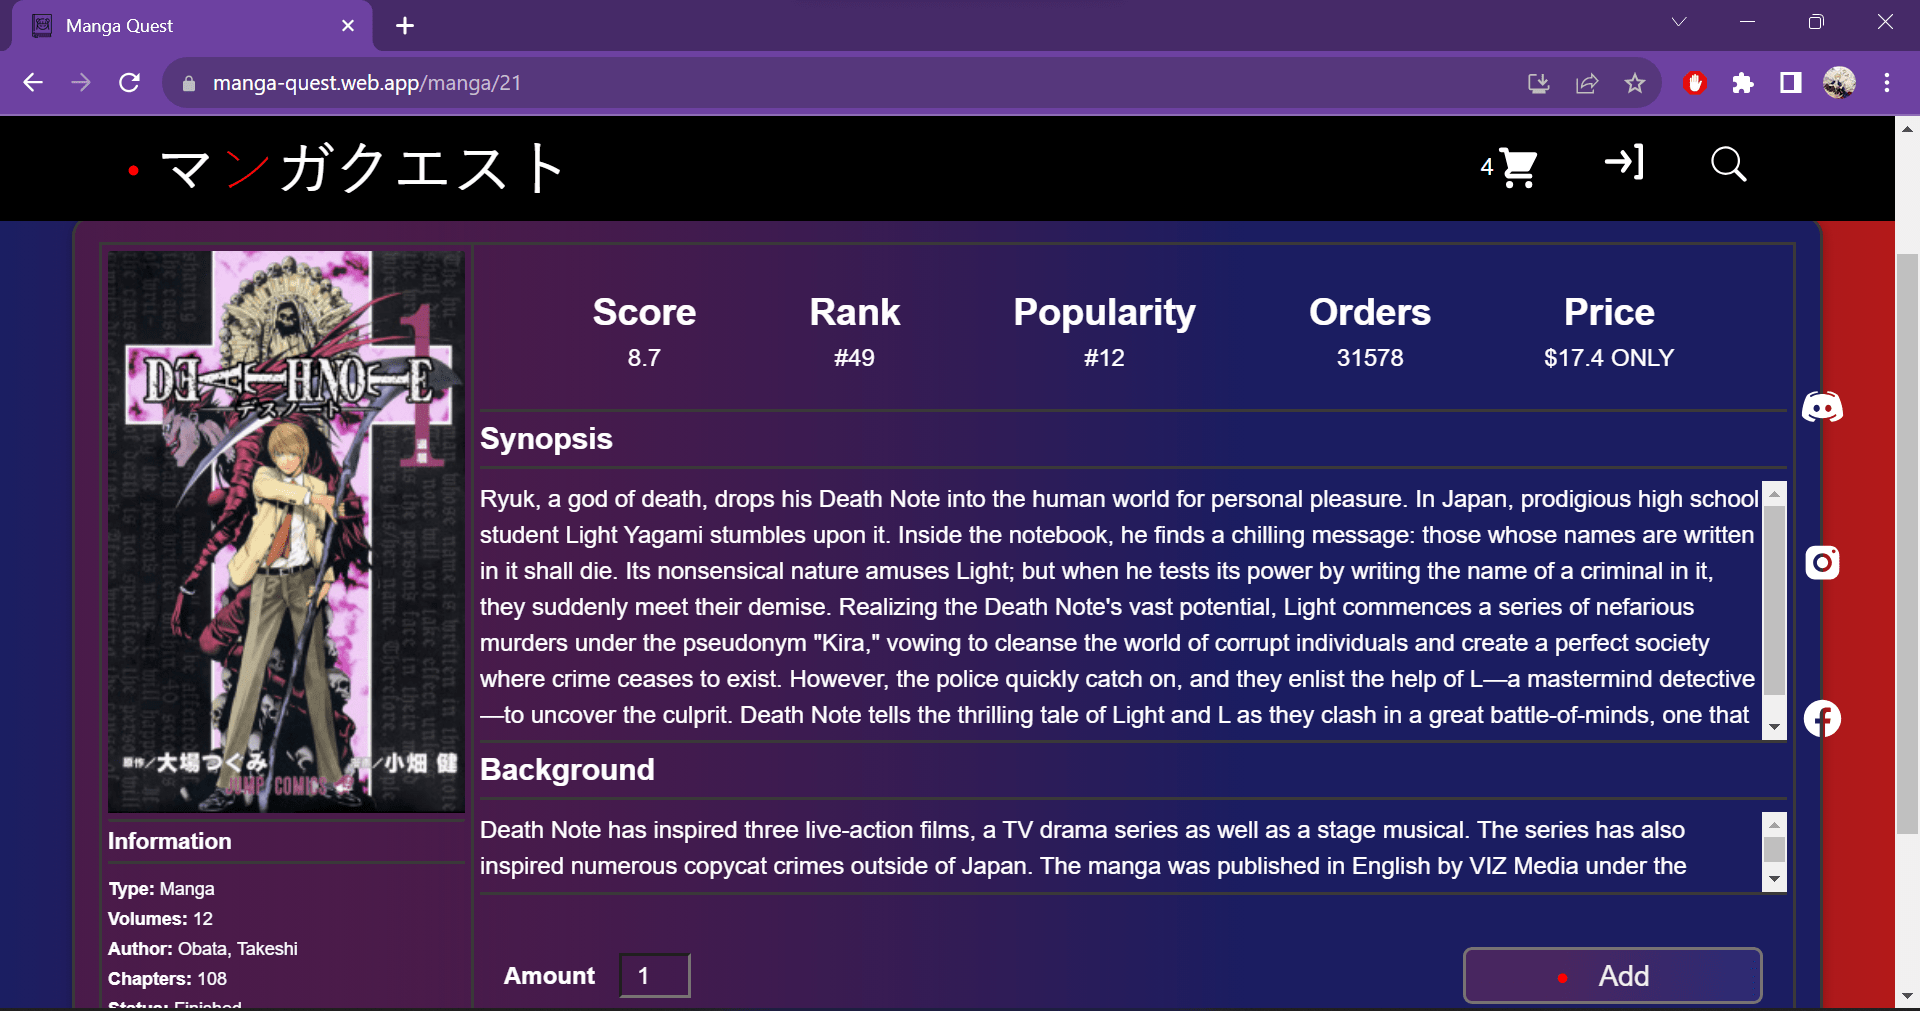 Manga Quest
manga-quest.web.app/manga/21
マンガクエスト
4
DEATH NOTE
デスノート
1
原作/大場つぐみ
/小畑 健
JUMP COMICS
Score
8.7
Rank
#49
Popularity
#12
Orders
31578
Price
$17.4 ONLY
Synopsis
Ryuk, a god of death, drops his Death Note into the human world for personal pleasure. In Japan, prodigious high school
student Light Yagami stumbles upon it. Inside the notebook, he finds a chilling message: those whose names are written
in it shall die. Its nonsensical nature amuses Light; but when he tests its power by writing the name of a criminal in it,
they suddenly meet their demise. Realizing the Death Note's vast potential, Light commences a series of nefarious
murders under the pseudonym "Kira," vowing to cleanse the world of corrupt individuals and create a perfect society
where crime ceases to exist. However, the police quickly catch on, and they enlist the help of L—a mastermind detective
—to uncover the culprit. Death Note tells the thrilling tale of Light and L as they clash in a great battle-of-minds, one that
Background
Death Note has inspired three live-action films, a TV drama series as well as a stage musical. The series has also
inspired numerous copycat crimes outside of Japan. The manga was published in English by VIZ Media under the
Information
Type: Manga
Volumes: 12
Author: Obata, Takeshi
Chapters: 108
Status: Finished
Amount 1
Add